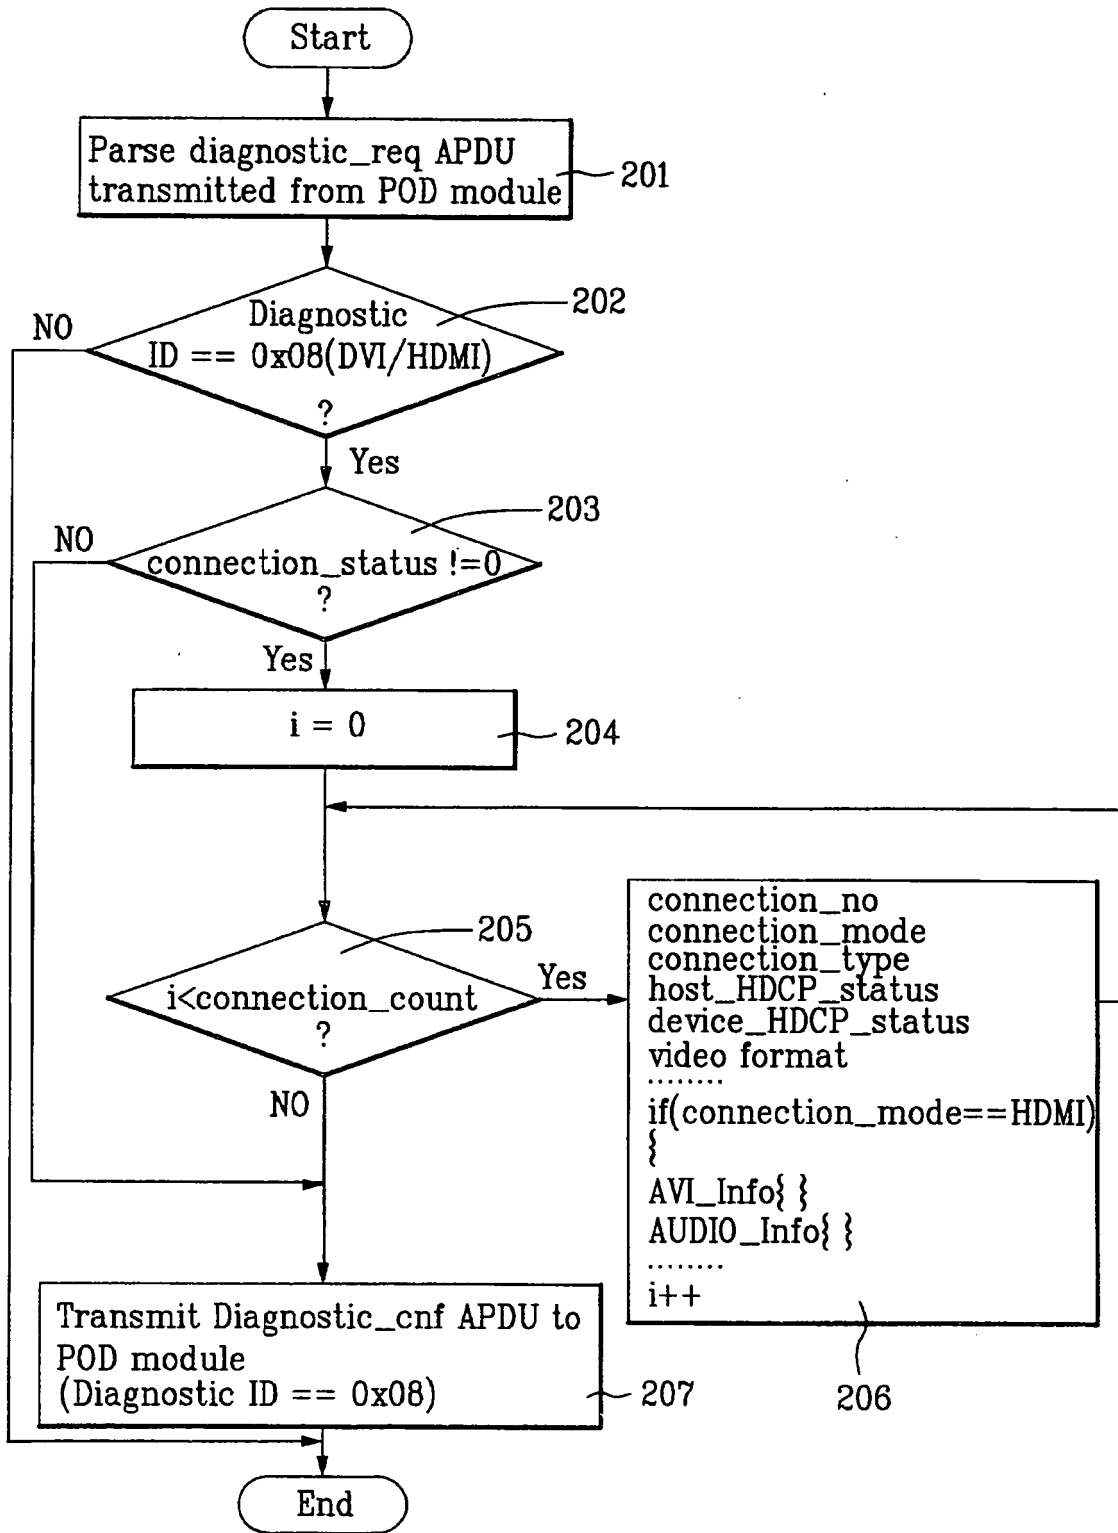 Start
Parse diagnostic_req APDU
transmitted from POD module
201
Diagnostic
ID == 0x08(DVI/HDMI)
?
202
NO
Yes
connection_status !=0
?
203
NO
Yes
i = 0
204
i<connection_count
?
205
Yes
NO
connection_no
connection_mode
connection_type
host_HDCP_status
device_HDCP_status
video format
........
if(connection_mode==HDMI)
{
AVI_Info{ }
AUDIO_Info{ }
........
i++
206
Transmit Diagnostic_cnf APDU to
POD module
(Diagnostic ID == 0x08)
207
End